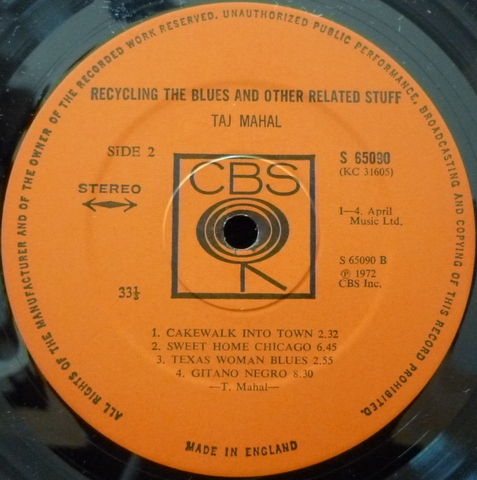 ALL RIGHTS OF THE MANUFACTURER AND OF THE OWNER OF THE RECORDED WORK RESERVED. UNAUTHORIZED PUBLIC PERFORMANCE, BROADCASTING AND COPYING OF THIS RECORD PROHIBITED.
RECYCLING THE BLUES AND OTHER RELATED STUFF
TAJ MAHAL
SIDE 2
S 65090
(KC 31605)
CBS
STEREO
1—4. April
Music Ltd.
S 65090 B
℗ 1972
CBS Inc.
33⅓
1. CAKEWALK INTO TOWN 2.32
2. SWEET HOME CHICAGO 6.45
3. TEXAS WOMAN BLUES 2.55
4. GITANO NEGRO 8.30
—T. Mahal—
MADE IN ENGLAND